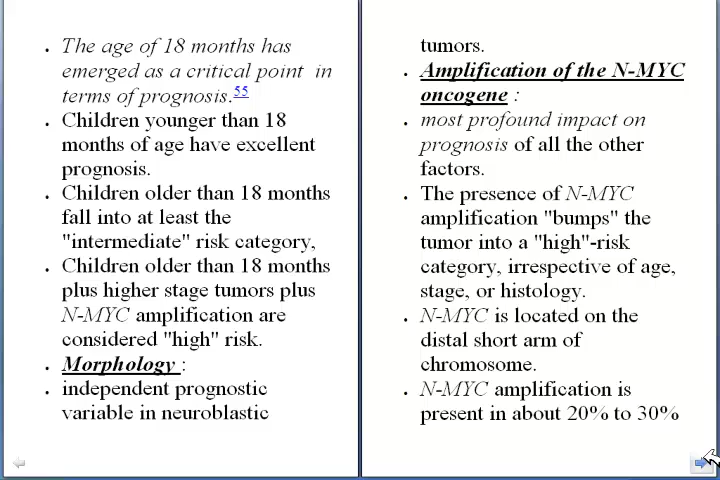 • The age of 18 months has
emerged as a critical point in
terms of prognosis.55
• Children younger than 18
months of age have excellent
prognosis.
• Children older than 18 months
fall into at least the
"intermediate" risk category,
• Children older than 18 months
plus higher stage tumors plus
N-MYC amplification are
considered "high" risk.
• Morphology :
• independent prognostic
variable in neuroblastic
tumors.
• Amplification of the N-MYC
oncogene :
• most profound impact on
prognosis of all the other
factors.
• The presence of N-MYC
amplification "bumps" the
tumor into a "high"-risk
category, irrespective of age,
stage, or histology.
• N-MYC is located on the
distal short arm of
chromosome.
• N-MYC amplification is
present in about 20% to 30%